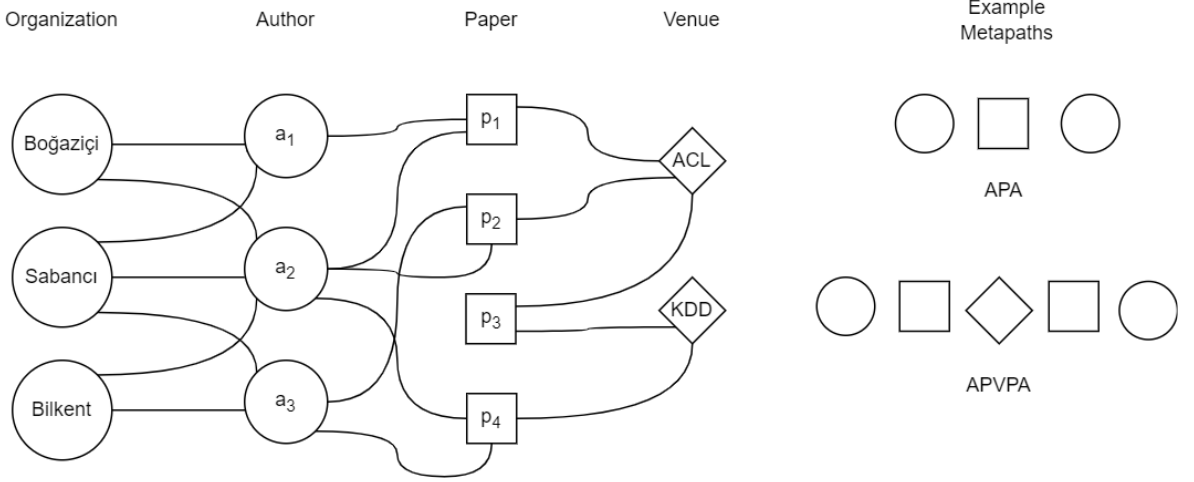 Organization Author Paper Venue Example
Metapaths
Boğaziçi a₁ p₁ ACL
APA
Sabancı a₂ p₂
p₃ KDD
APVPA
Bilkent a₃ p₄